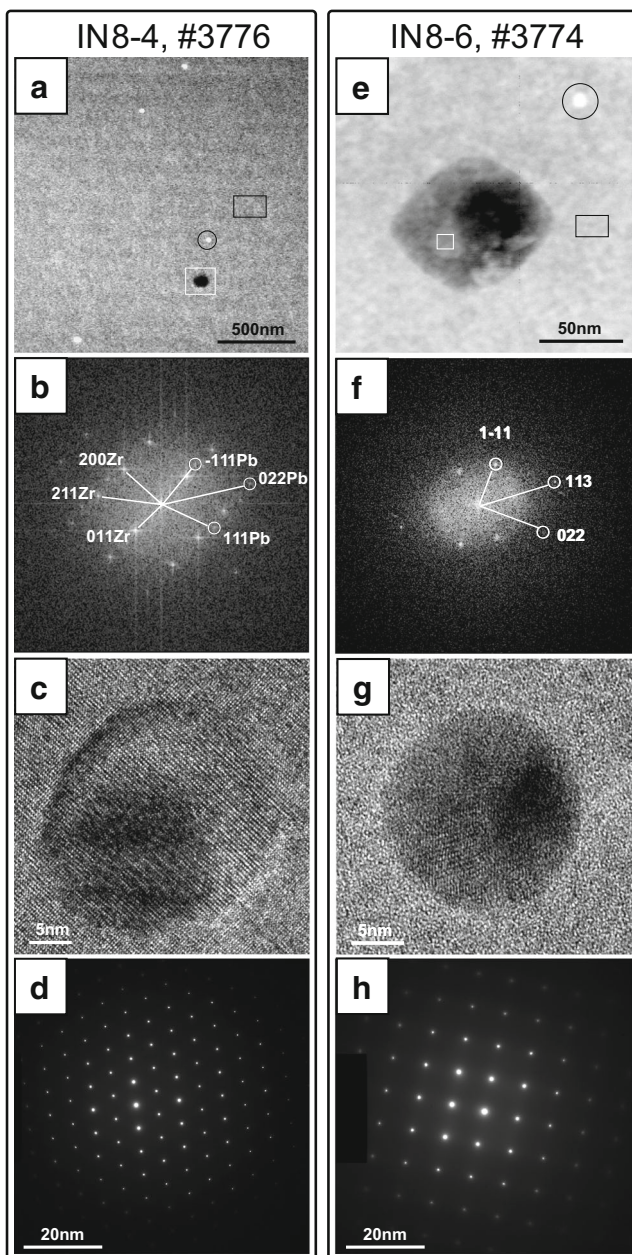 IN8-4, #3776
a
500nm
b
200Zr
-111Pb
022Pb
211Zr
011Zr
111Pb
c
5nm
d
20nm
IN8-6, #3774
e
50nm
f
1-11
113
022
g
5nm
h
20nm